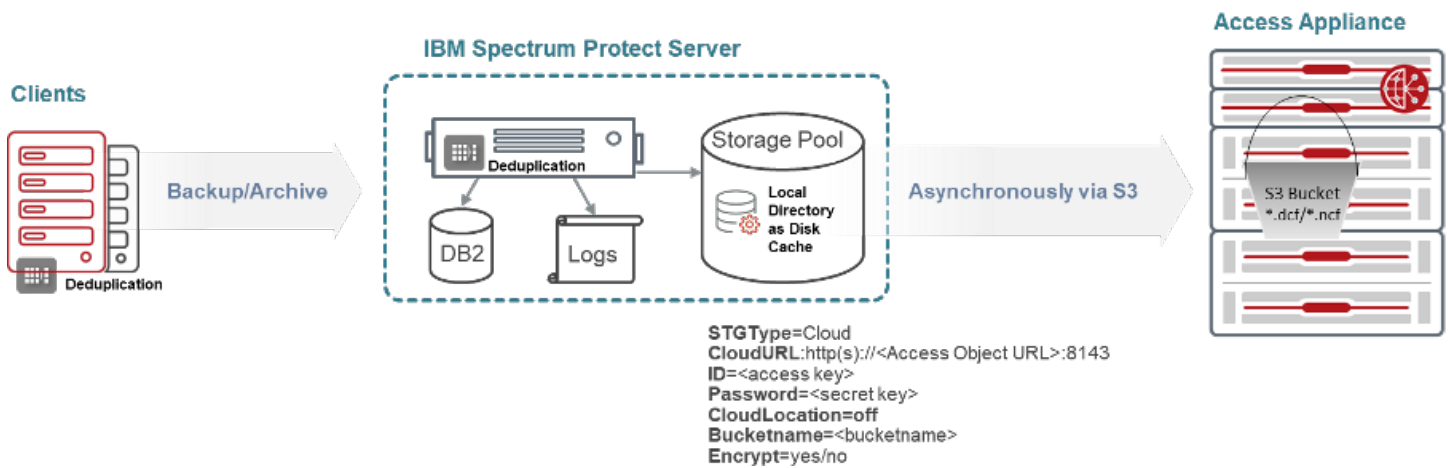 Access Appliance
IBM Spectrum Protect Server
Clients
Storage Pool
Deduplication
Backup/Archive
Local
Directory
as Disk
Cache
Asynchronously via S3
S3 Bucket
*.dcf/*.ncf
DB2
Logs
Deduplication
STGType=Cloud
CloudURL:http(s)://<Access Object URL>:8143
ID=<access key>
Password=<secret key>
CloudLocation=off
Bucketname=<bucketname>
Encrypt=yes/no